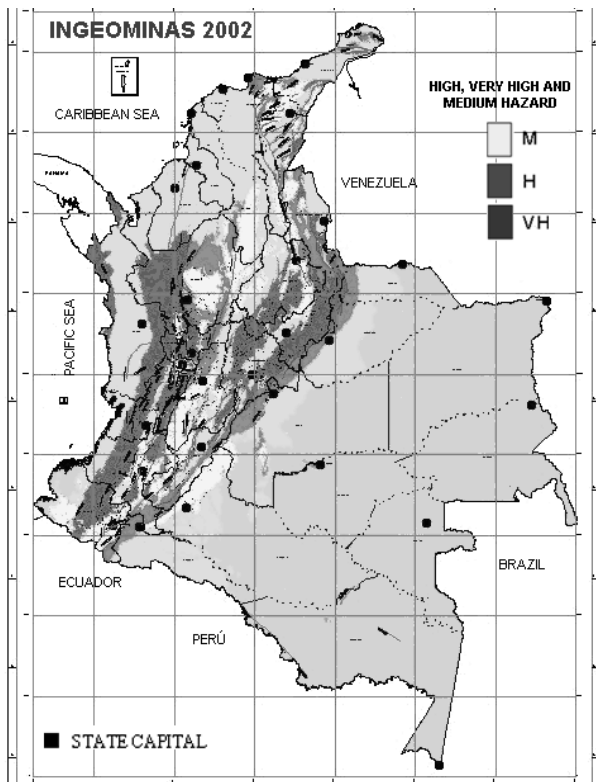 INGEOMINAS 2002
CARIBBEAN SEA
HIGH, VERY HIGH AND
MEDIUM HAZARD
M
H
VH
PANAMA
VENEZUELA
PACIFIC SEA
ECUADOR
BRAZIL
PERÚ
STATE CAPITAL